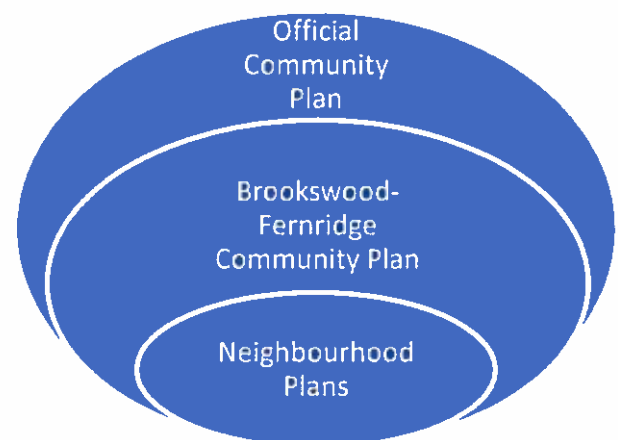 Official
Community
Plan
Brookswood-
Fernridge
Community Plan
Neighbourhood
Plans